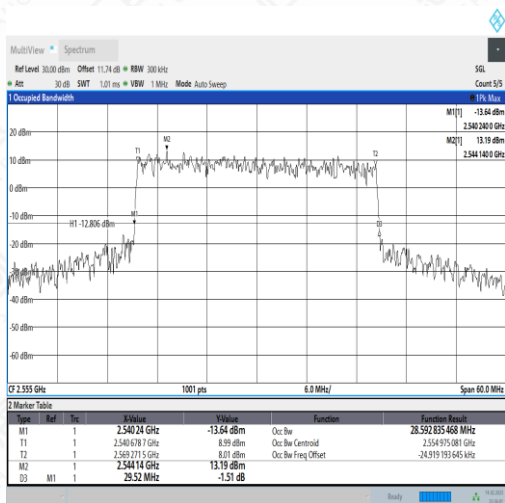 MultiView Spectrum
Ref Level 30.00 dBm Offset 11.74 dB RBW 300 kHz SGL
Att 30 dB SWT 1.01 ms VBW 1 MHz Mode Auto Sweep Count 5/5
1 Occupied Bandwidth 1Pk Max
M1[1] -13.64 dBm
2.540 240 0 GHz
M2[1] 13.19 dBm
2.544 140 0 GHz
20 dBm
M2
T1
T2
10 dBm
0 dBm
-10 dBm
M1
H1 -12.806 dBm
D3
-20 dBm
-30 dBm
-40 dBm
-50 dBm
-60 dBm
CF 2.555 GHz 1001 pts 6.0 MHz/ Span 60.0 MHz
2 Marker Table
Type Ref Trc X-Value Y-Value Function Function Result
M1 1 2.540 24 GHz -13.64 dBm Occ Bw 28.592 835 468 MHz
T1 1 2.540 678 7 GHz 8.99 dBm Occ Bw Centroid 2.554 975 081 GHz
T2 1 2.569 271 5 GHz 8.01 dBm Occ Bw Freq Offset -24.919 193 645 kHz
M2 1 2.544 14 GHz 13.19 dBm
D3 M1 1 29.52 MHz -1.51 dB
Ready